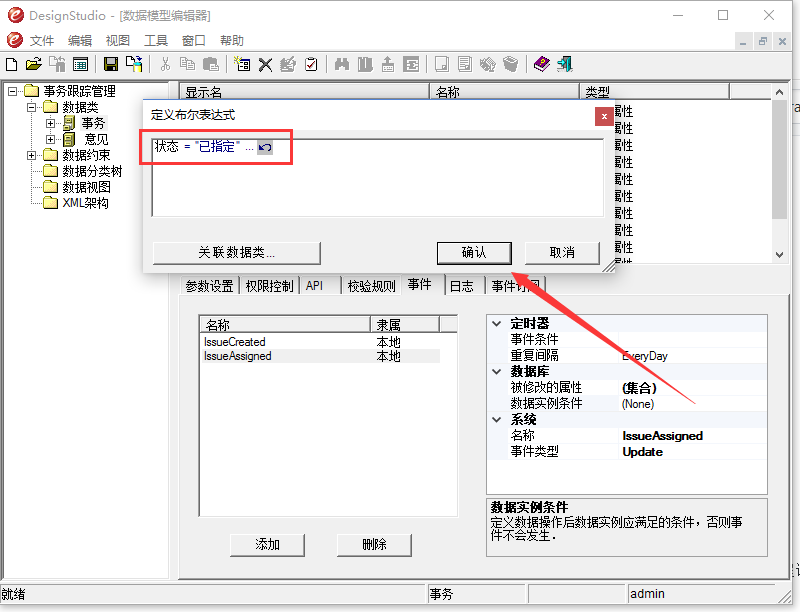 DesignStudio - [数据模型编辑器]
文件 编辑 视图 工具 窗口 帮助
事务跟踪管理
数据类
事务
意见
数据约束
数据分类树
数据视图
XML架构
显示名 名称 类型
属性
属性
属性
属性
属性
属性
属性
属性
属性
定义布尔表达式
状态 = "已指定" ...
关联数据类...
确认
取消
参数设置 权限控制 API 校验规则 事件 日志 事件订阅
名称 隶属
IssueCreated 本地
IssueAssigned 本地
添加
删除
定时器
事件条件
重复间隔 EveryDay
数据库
被修改的属性 (集合)
数据实例条件 (None)
系统
名称 IssueAssigned
事件类型 Update
数据实例条件
定义数据操作后数据实例应满足的条件，否则事
件不会发生.
就绪
事务
admin